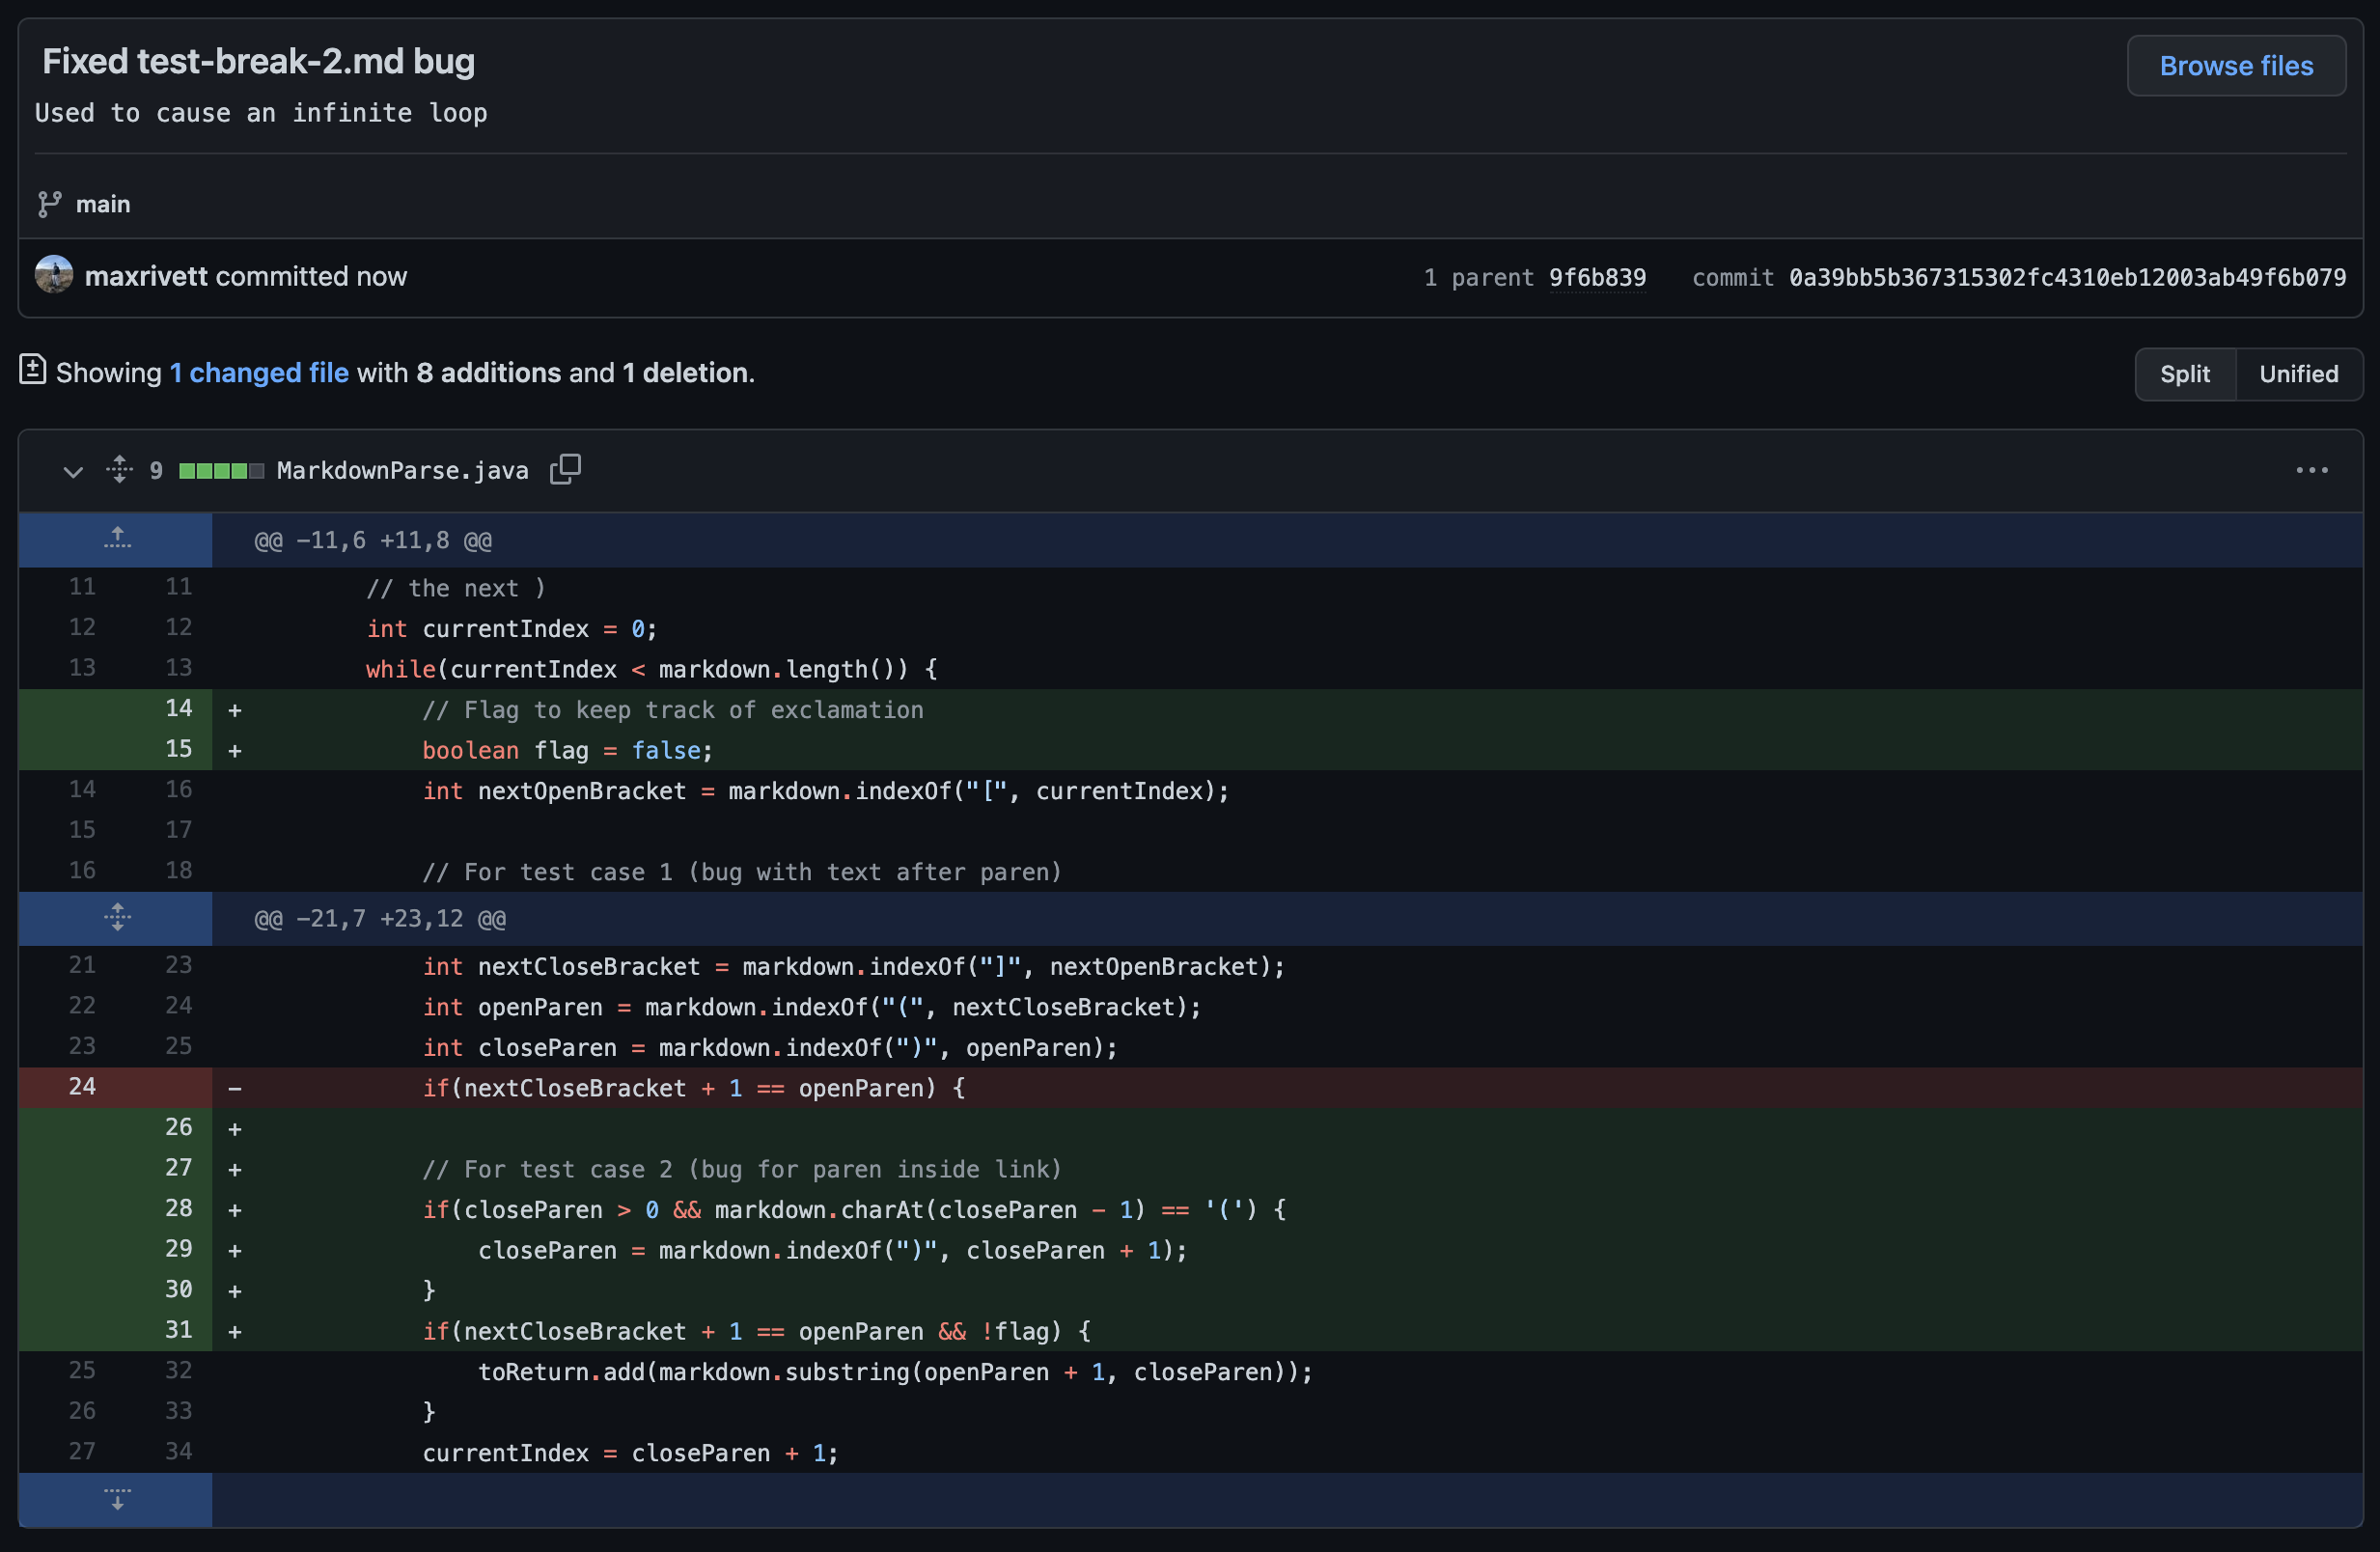 Fixed test-break-2.md bug
Browse files
Used to cause an infinite loop
main
maxrivett committed now
1 parent 9f6b839 commit 0a39bb5b367315302fc4310eb12003ab49f6b079
Showing 1 changed file with 8 additions and 1 deletion.
Split Unified
9 MarkdownParse.java
@@ -11,6 +11,8 @@
11 11 // the next )
12 12 int currentIndex = 0;
13 13 while(currentIndex < markdown.length()) {
14 + // Flag to keep track of exclamation
15 + boolean flag = false;
14 16 int nextOpenBracket = markdown.indexOf("[", currentIndex);
15 17
16 18 // For test case 1 (bug with text after paren)
@@ -21,7 +23,12 @@
21 23 int nextCloseBracket = markdown.indexOf("]", nextOpenBracket);
22 24 int openParen = markdown.indexOf("(", nextCloseBracket);
23 25 int closeParen = markdown.indexOf(")", openParen);
24 - if(nextCloseBracket + 1 == openParen) {
26 +
27 + // For test case 2 (bug for paren inside link)
28 + if(closeParen > 0 && markdown.charAt(closeParen - 1) == '(') {
29 + closeParen = markdown.indexOf(")", closeParen + 1);
30 + }
31 + if(nextCloseBracket + 1 == openParen && !flag) {
25 32 toReturn.add(markdown.substring(openParen + 1, closeParen));
26 33 }
27 34 currentIndex = closeParen + 1;